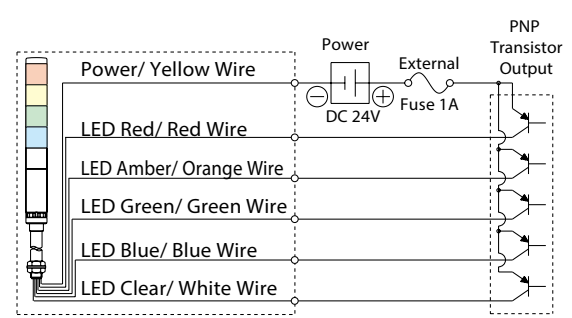 PNP
Transistor
Output
Power
External
Power/ Yellow Wire
DC 24V
Fuse 1A
LED Red/ Red Wire
LED Amber/ Orange Wire
LED Green/ Green Wire
LED Blue/ Blue Wire
LED Clear/ White Wire